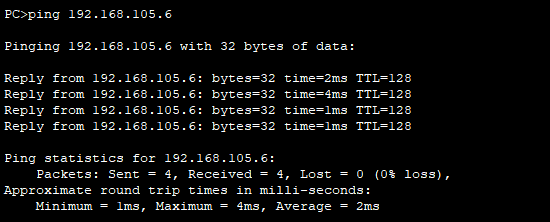 PC>ping 192.168.105.6
Pinging 192.168.105.6 with 32 bytes of data:
Reply from 192.168.105.6: bytes=32 time=2ms TTL=128
Reply from 192.168.105.6: bytes=32 time=4ms TTL=128
Reply from 192.168.105.6: bytes=32 time=1ms TTL=128
Reply from 192.168.105.6: bytes=32 time=1ms TTL=128
Ping statistics for 192.168.105.6:
Packets: Sent = 4, Received = 4, Lost = 0 (0% loss),
Approximate round trip times in milli-seconds:
Minimum = 1ms, Maximum = 4ms, Average = 2ms